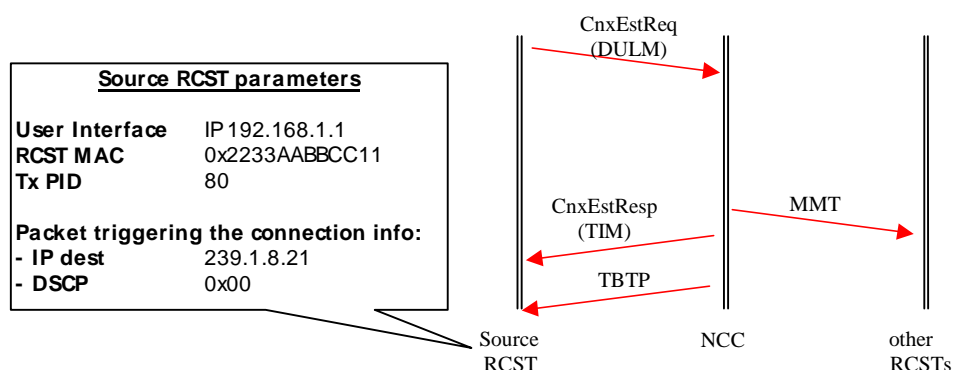 Source RCST parameters
User Interface IP 192.168.1.1
RCST MAC 0x2233AABBCC11
Tx PID 80
Packet triggering the connection info:
- IP dest 239.1.8.21
- DSCP 0x00
CnxEstReq
(DULM)
CnxEstResp
(TIM)
MMT
TBTP
Source
RCST
NCC
other
RCSTs